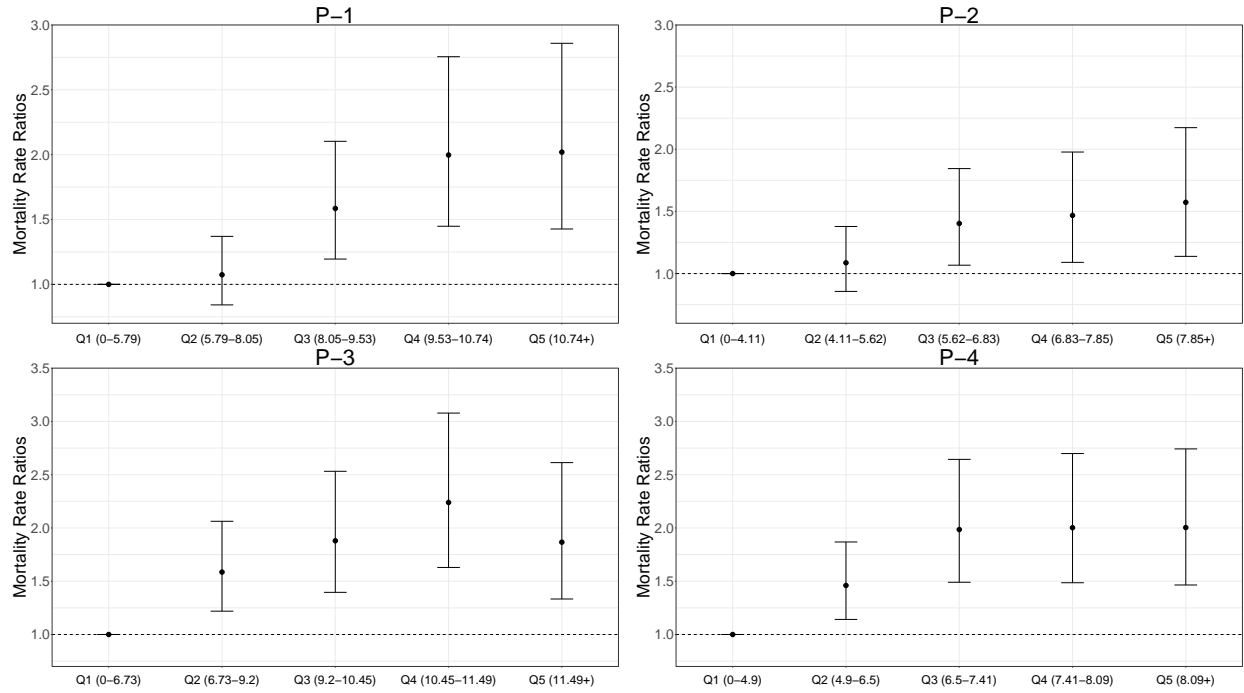 P−1
Mortality Rate Ratios
3.0
2.5
2.0
1.5
1.0
Q1 (0−5.79) Q2 (5.79−8.05) Q3 (8.05−9.53) Q4 (9.53−10.74) Q5 (10.74+)
P−2
Mortality Rate Ratios
3.0
2.5
2.0
1.5
1.0
Q1 (0−4.11) Q2 (4.11−5.62) Q3 (5.62−6.83) Q4 (6.83−7.85) Q5 (7.85+)
P−3
Mortality Rate Ratios
3.5
3.0
2.5
2.0
1.5
1.0
Q1 (0−6.73) Q2 (6.73−9.2) Q3 (9.2−10.45) Q4 (10.45−11.49) Q5 (11.49+)
P−4
Mortality Rate Ratios
3.5
3.0
2.5
2.0
1.5
1.0
Q1 (0−4.9) Q2 (4.9−6.5) Q3 (6.5−7.41) Q4 (7.41−8.09) Q5 (8.09+)